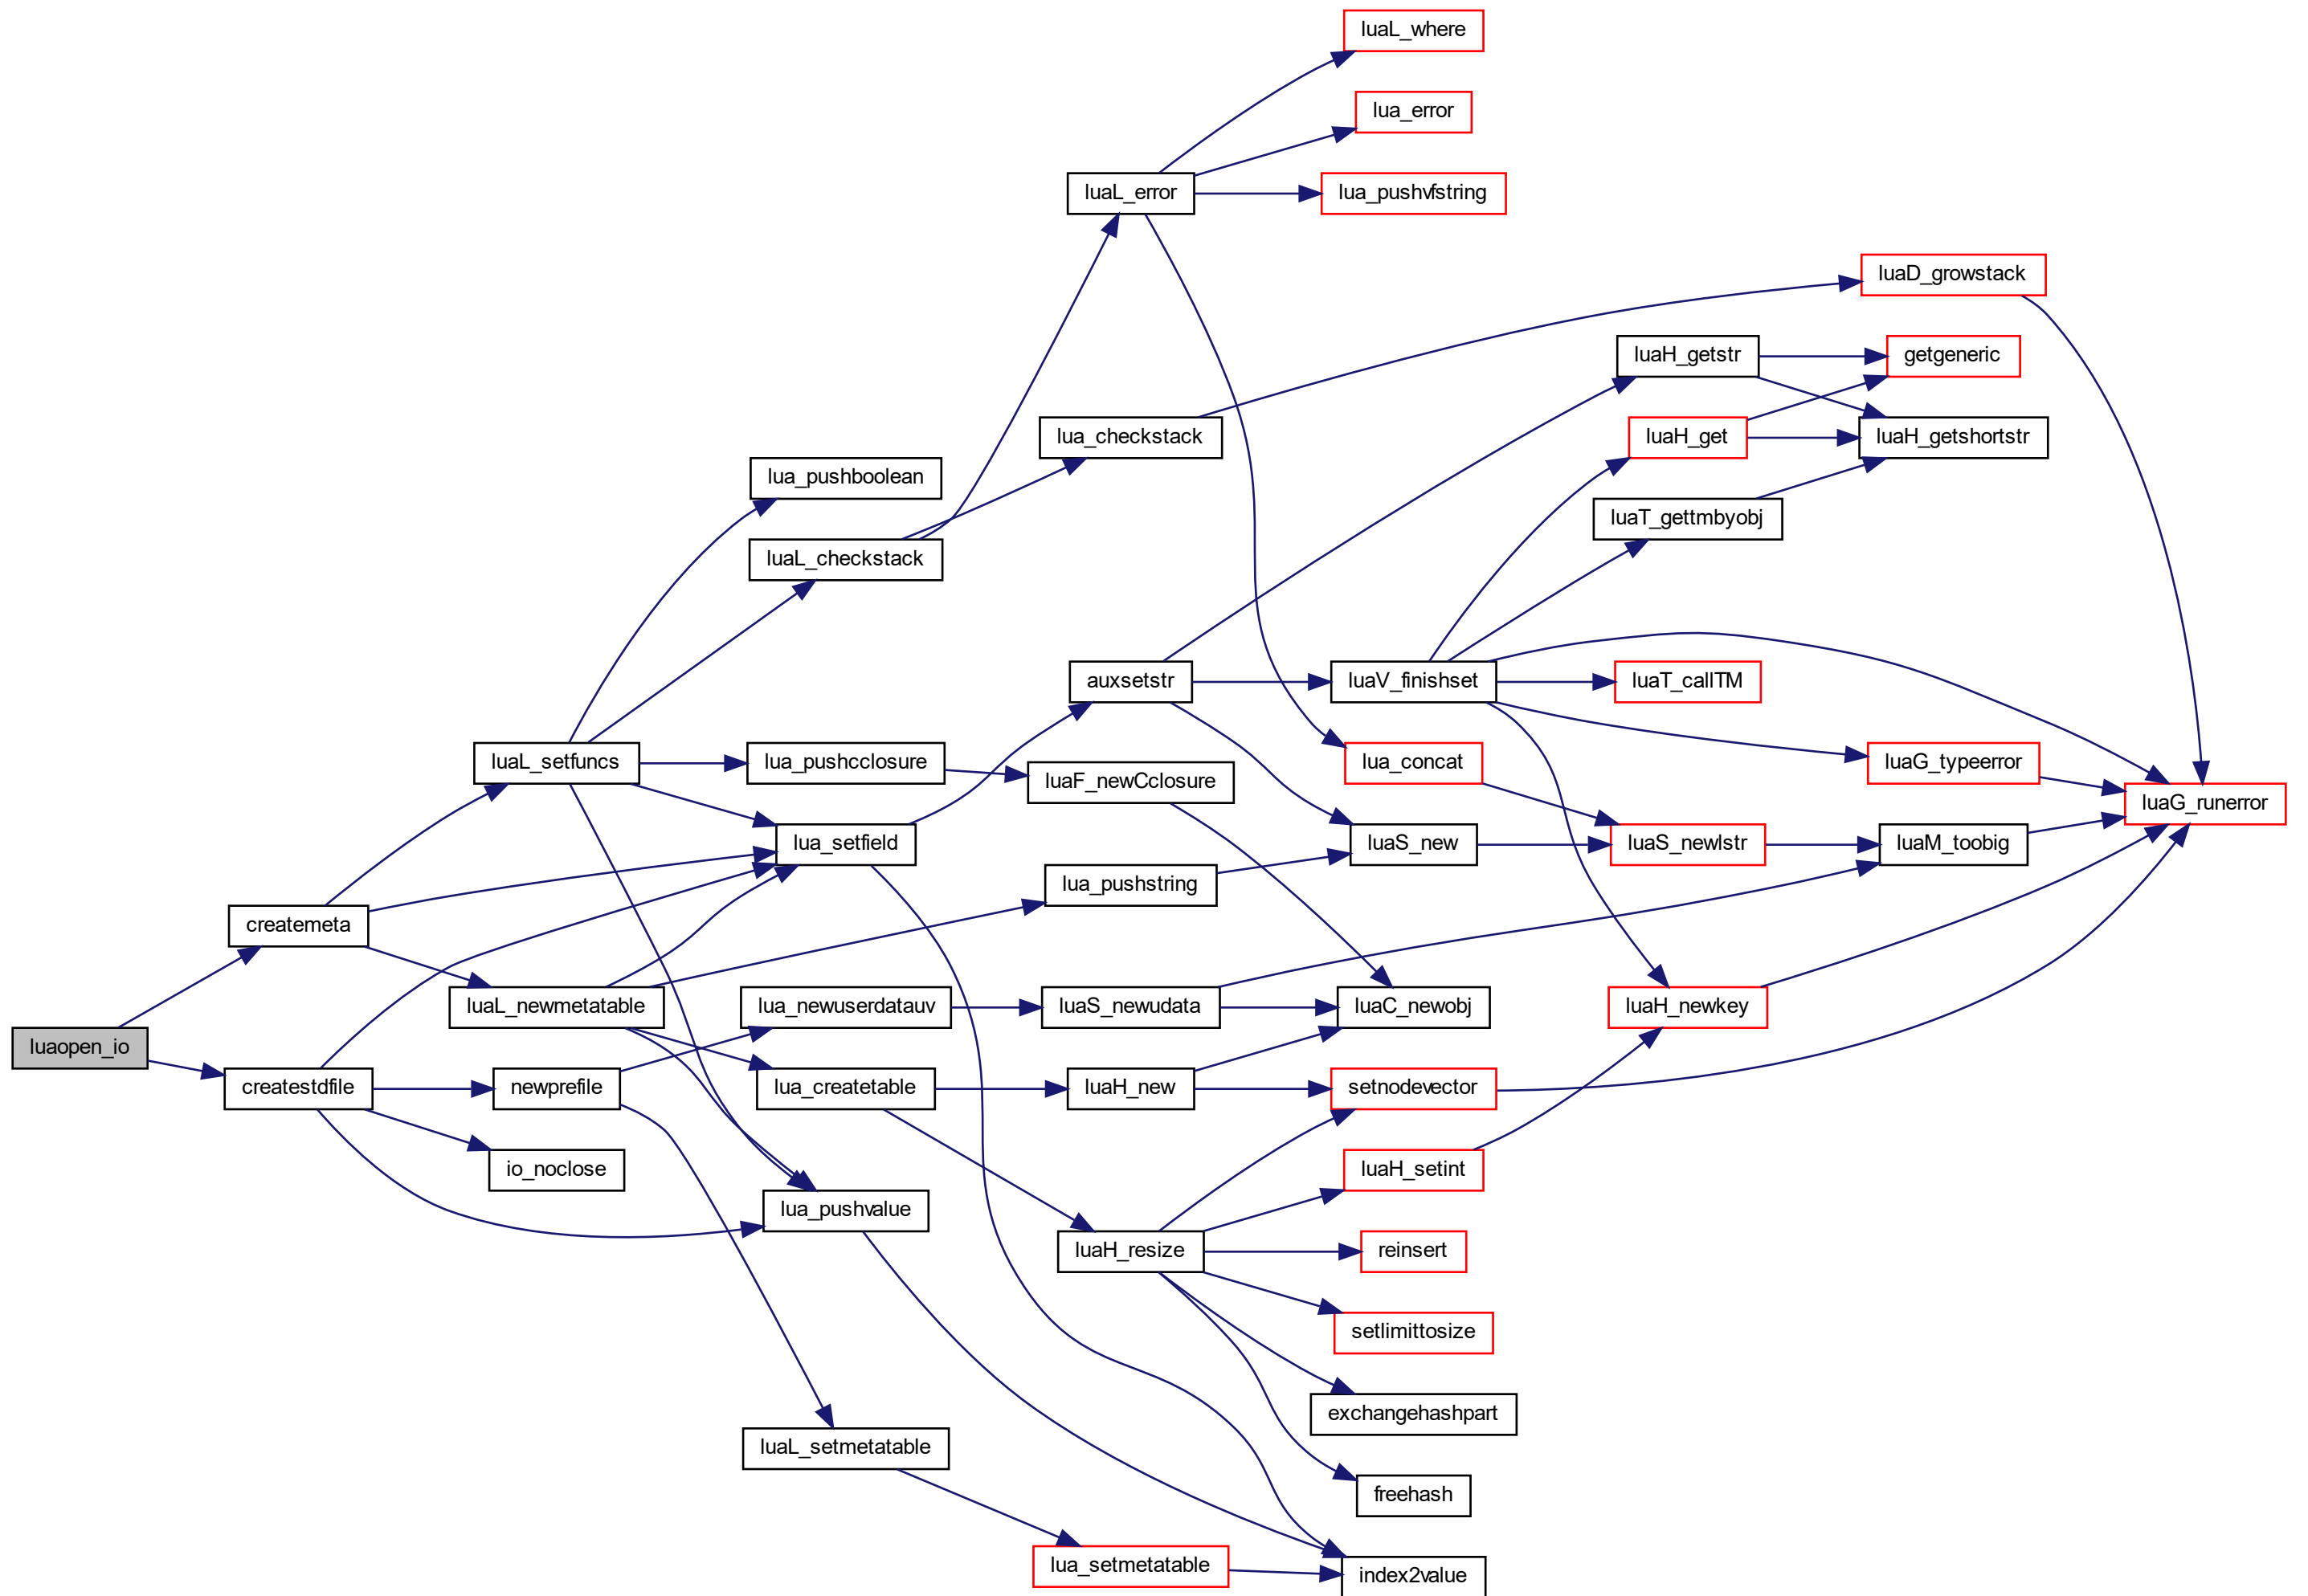 luaL_where
lua_error
luaL_error
lua_pushvfstring
luaD_growstack
luaH_getstr
getgeneric
lua_checkstack
luaH_get
luaH_getshortstr
lua_pushboolean
luaT_gettmbyobj
luaL_checkstack
auxsetstr
luaV_finishset
luaT_callTM
luaL_setfuncs
lua_pushcclosure
lua_concat
luaG_typeerror
luaF_newCclosure
luaG_runerror
lua_setfield
luaS_new
luaS_newlstr
luaM_toobig
lua_pushstring
createmeta
luaL_newmetatable
lua_newuserdatauv
luaS_newudata
luaC_newobj
luaH_newkey
luaopen_io
createstdfile
newprefile
lua_createtable
luaH_new
setnodevector
io_noclose
luaH_setint
lua_pushvalue
luaH_resize
reinsert
setlimittosize
exchangehashpart
luaL_setmetatable
freehash
lua_setmetatable
index2value